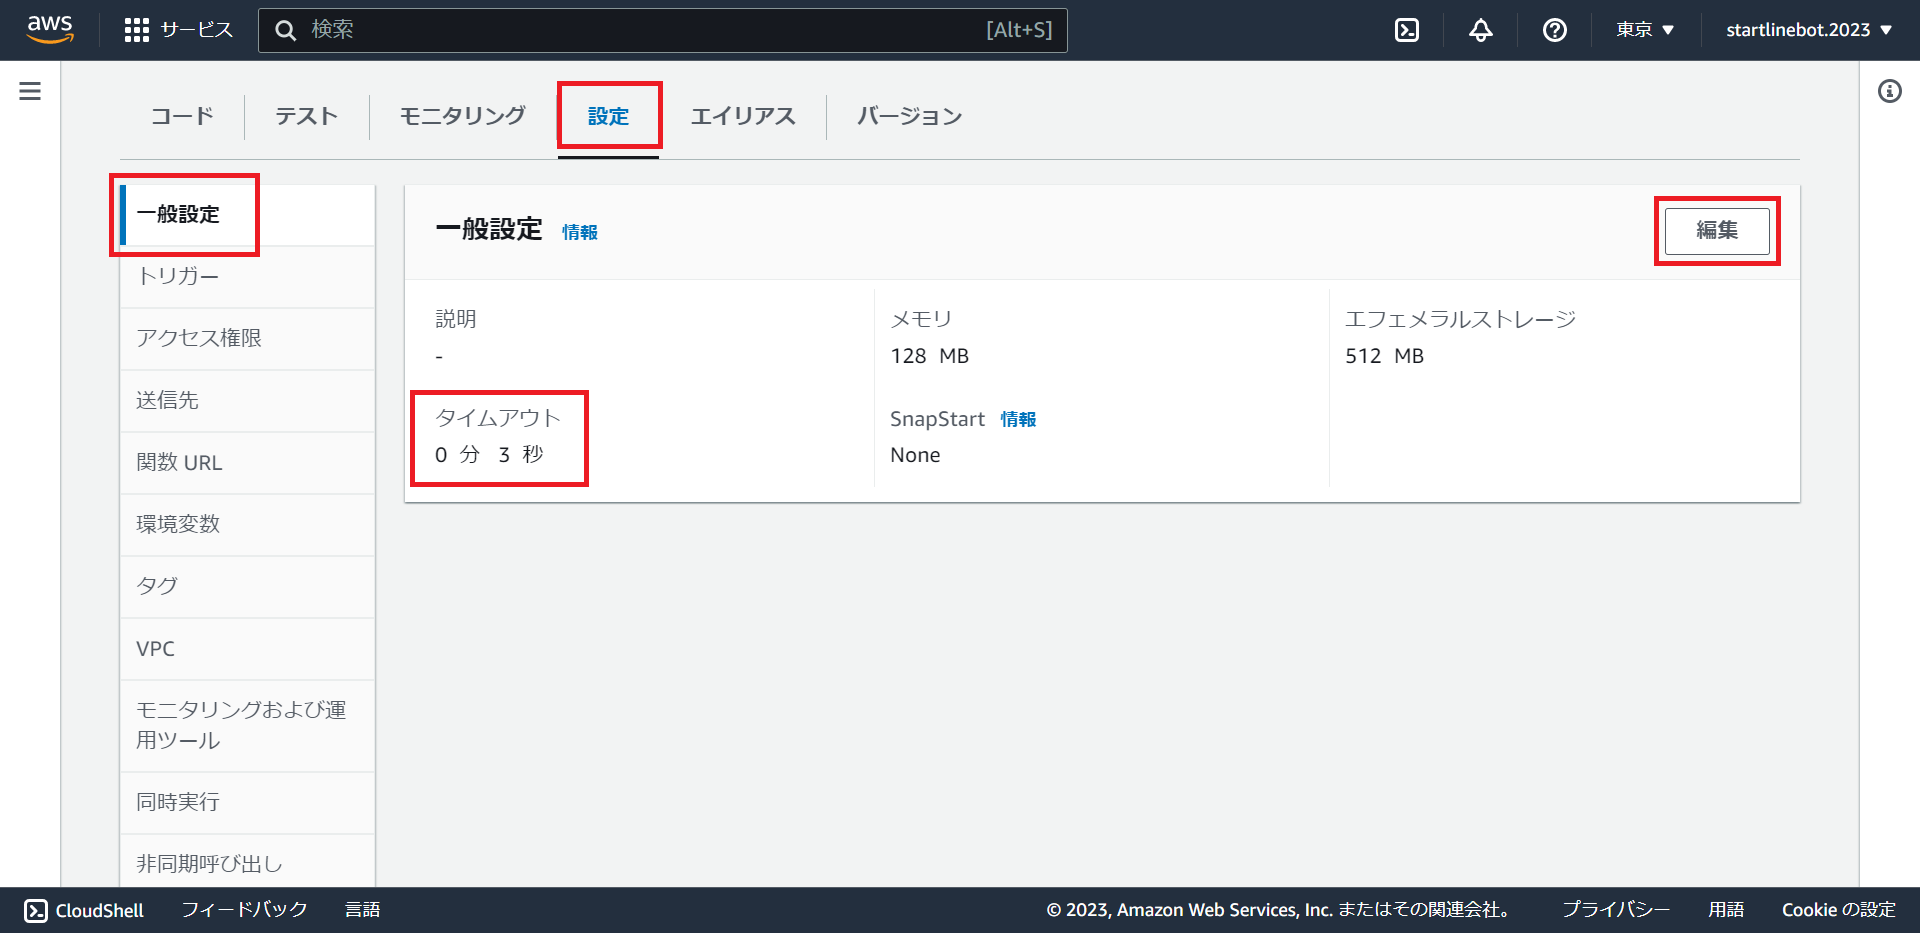 aws
サービス
検索
[Alt+S]
東京 ▼
startlinebot.2023 ▼
コード
テスト
モニタリング
設定
エイリアス
バージョン
一般設定
トリガー
アクセス権限
送信先
関数 URL
環境変数
タグ
VPC
モニタリングおよび運
用ツール
同時実行
非同期呼び出し
一般設定 情報
編集
説明
-
メモリ
128 MB
エフェメラルストレージ
512 MB
タイムアウト
0 分 3 秒
SnapStart 情報
None
CloudShell
フィードバック
言語
© 2023, Amazon Web Services, Inc. またはその関連会社。
プライバシー
用語
Cookie の設定